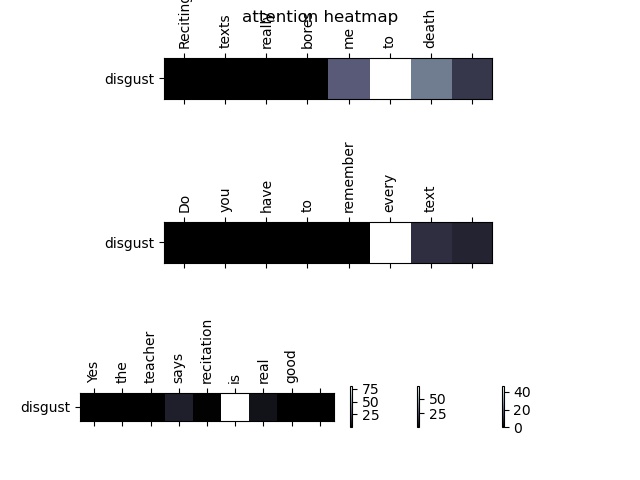 attention heatmap
Reciting texts really bores me to death
disgust
Do you have to remember every text
disgust
Yes the teacher says recitation is real good
disgust
75 50 25
50 25
40 20 0